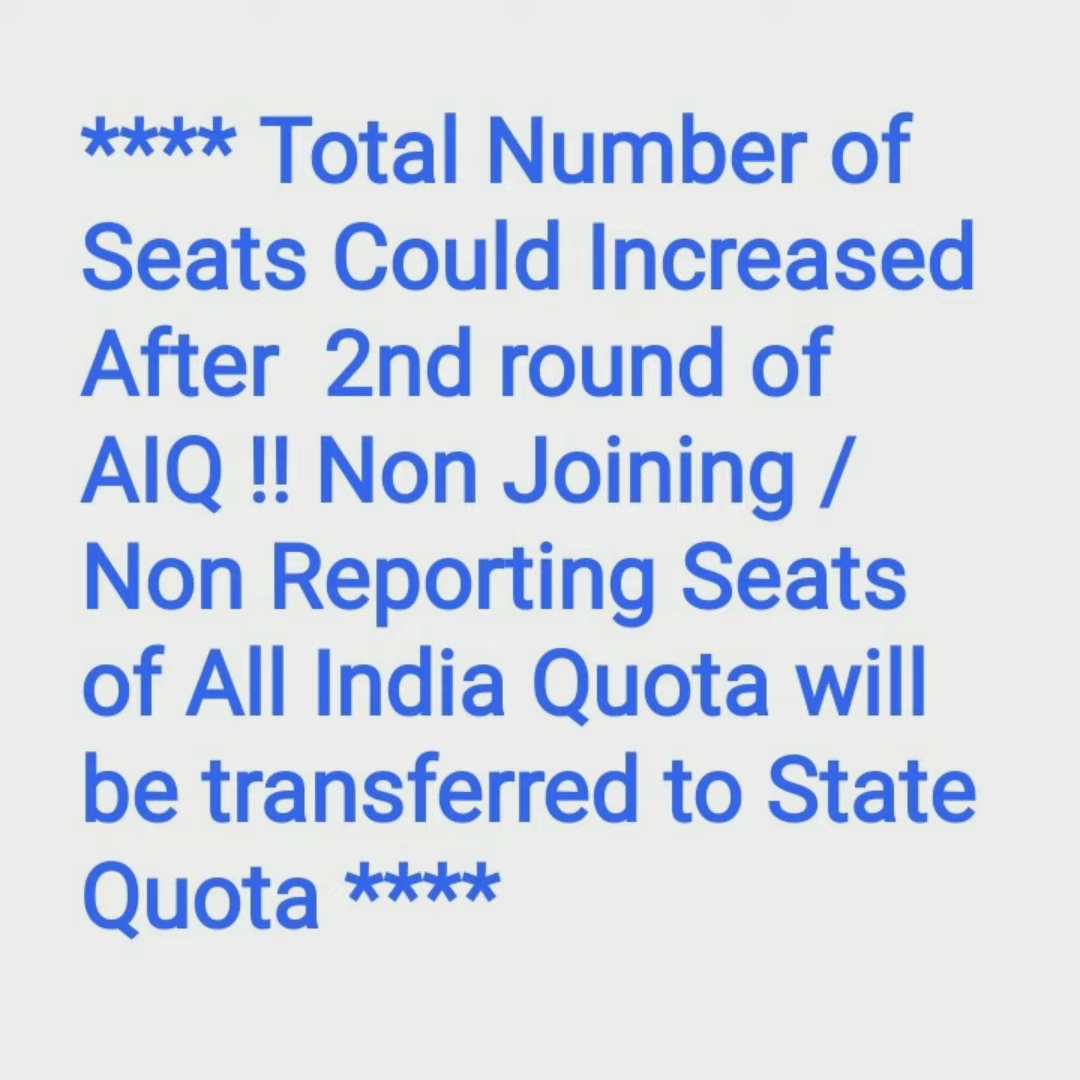 **** Total Number of
Seats Could Increased
After  2nd round of
AIQ !! Non Joining /
Non Reporting Seats
of All India Quota will
be transferred to State
Quota ****